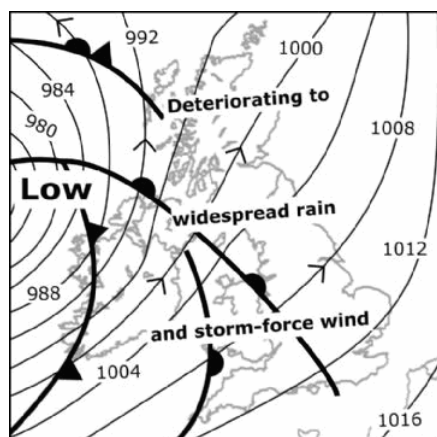 992
1000
984
Deteriorating to
980
1008
Low
widespread rain
1012
988
and storm-force wind
1004
1016